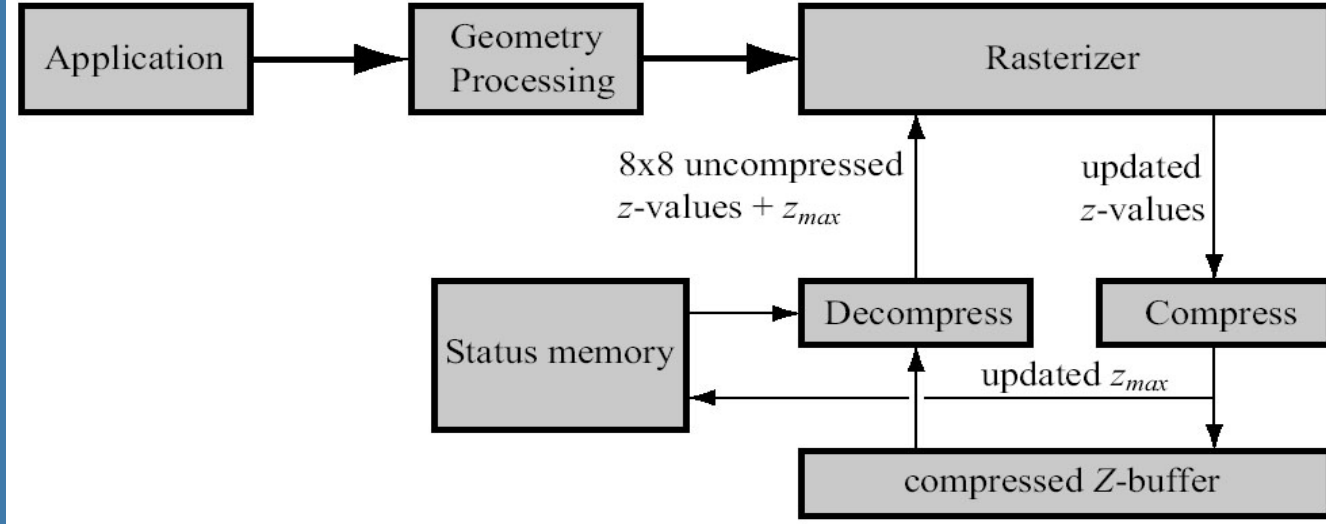 Application
Geometry
Processing
Rasterizer
8x8 uncompressed
z-values + zmax
updated
z-values
Status memory
Decompress
Compress
updated zmax
compressed Z-buffer